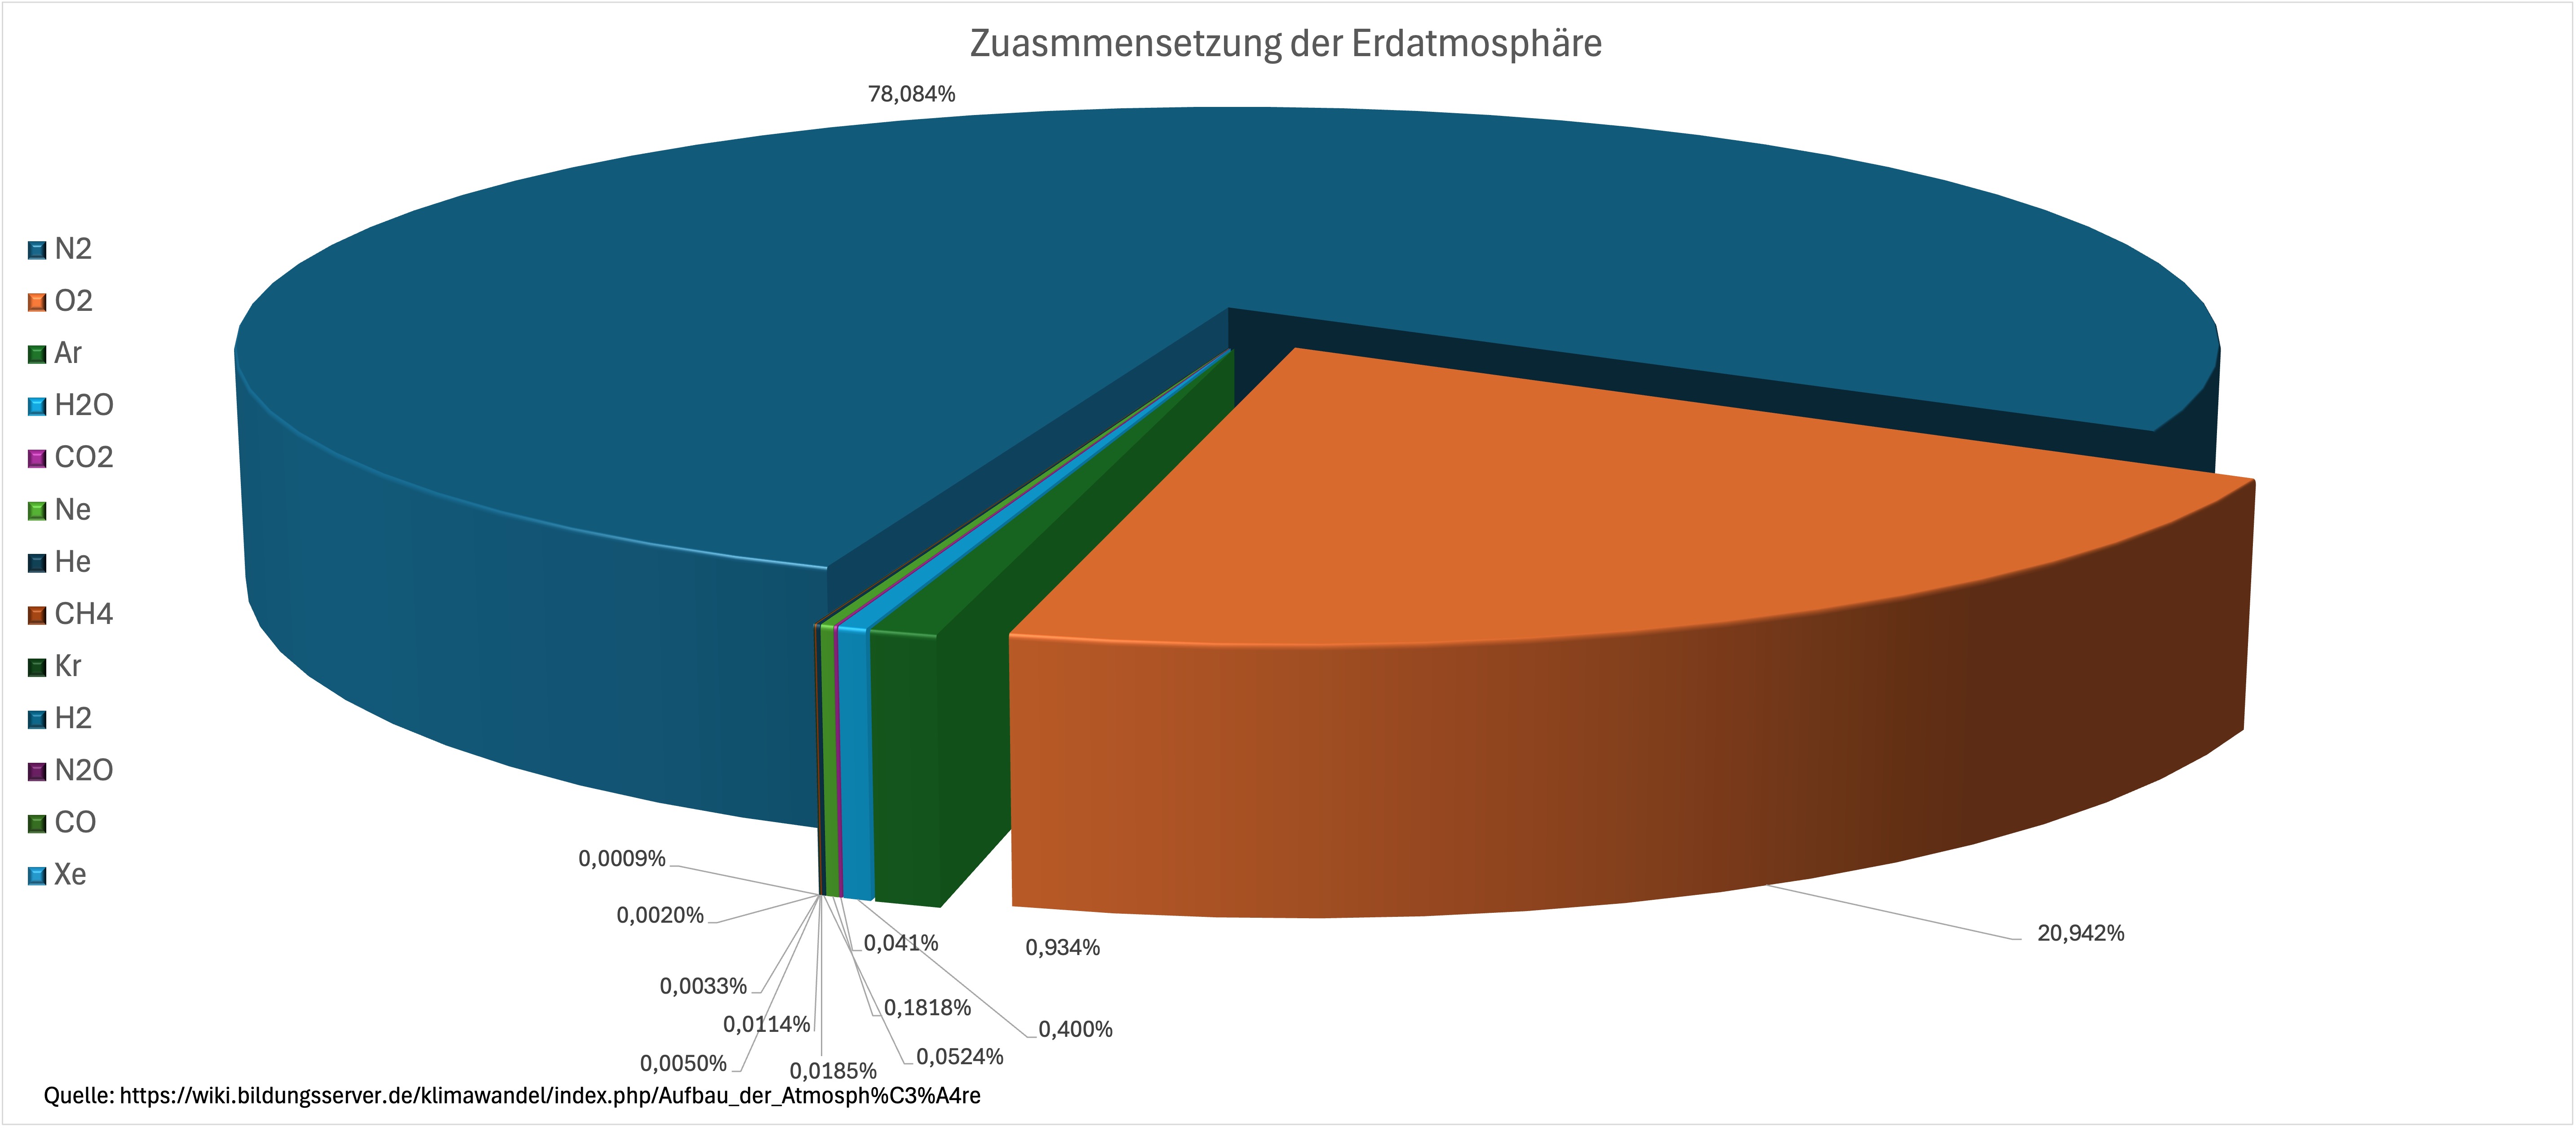 Zuasmmensetzung der Erdatmosphäre
78,084%
N2
O2
Ar
H2O
CO2
Ne
He
CH4
Kr
H2
N2O
CO
Xe
0,0009%
0,0020%
0,0033%
0,0114%
0,0050%
0,0185%
0,041%
0,1818%
0,0524%
0,400%
0,934%
20,942%
Quelle: https://wiki.bildungsserver.de/klimawandel/index.php/Aufbau_der_Atmosph%C3%A4re